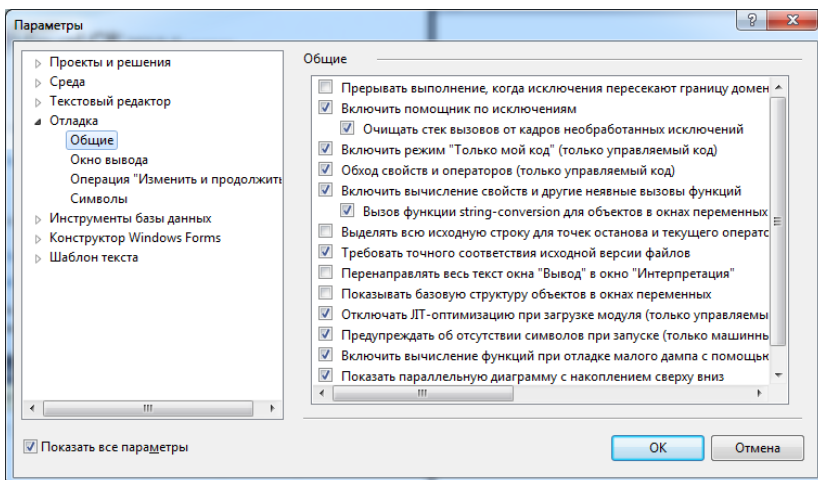 Параметры
Проекты и решения
Среда
Текстовый редактор
Отладка
Общие
Окно вывода
Операция "Изменить и продолжить
Символы
Инструменты базы данных
Конструктор Windows Forms
Шаблон текста
Общие
Прерывать выполнение, когда исключения пересекают границу домен
Включить помощник по исключениям
Очищать стек вызовов от кадров необработанных исключений
Включить режим "Только мой код" (только управляемый код)
Обход свойств и операторов (только управляемый код)
Включить вычисление свойств и другие неявные вызовы функций
Вызов функции string-conversion для объектов в окнах переменных
Выделять всю исходную строку для точек останова и текущего операто
Требовать точного соответствия исходной версии файлов
Перенаправлять весь текст окна "Вывод" в окно "Интерпретация"
Показывать базовую структуру объектов в окнах переменных
Отключать JIT-оптимизацию при загрузке модуля (только управляемы
Предупреждать об отсутствии символов при запуске (только машиннь
Включить вычисление функций при отладке малого дампа с помощью
Показать параллельную диаграмму с накоплением сверху вниз
Показать все параметры
ОК
Отмена